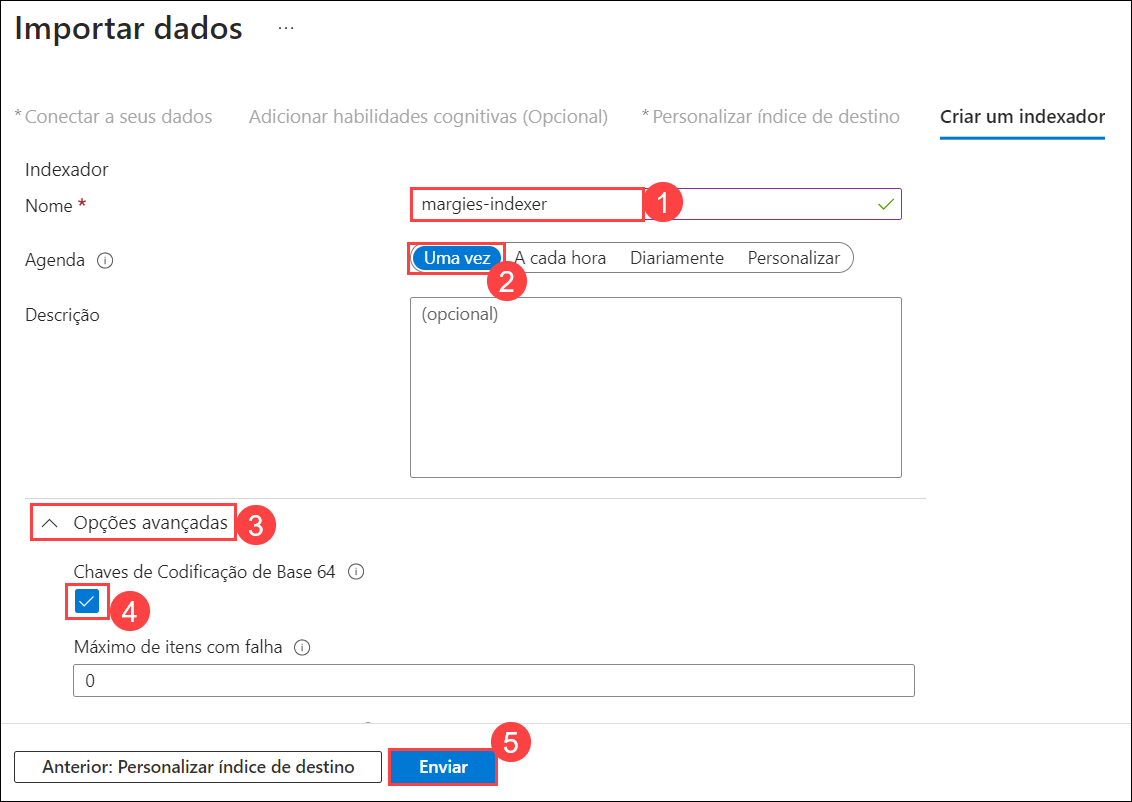 Importar dados ...
* Conectar a seus dados Adicionar habilidades cognitivas (Opcional) * Personalizar índice de destino Criar um indexador
Indexador
Nome * margies-indexer 1
Agenda Uma vez A cada hora Diariamente Personalizar
2
Descrição (opcional)
Opções avançadas 3
Chaves de Codificação de Base 64
4
Máximo de itens com falha
0
5
Anterior: Personalizar índice de destino Enviar